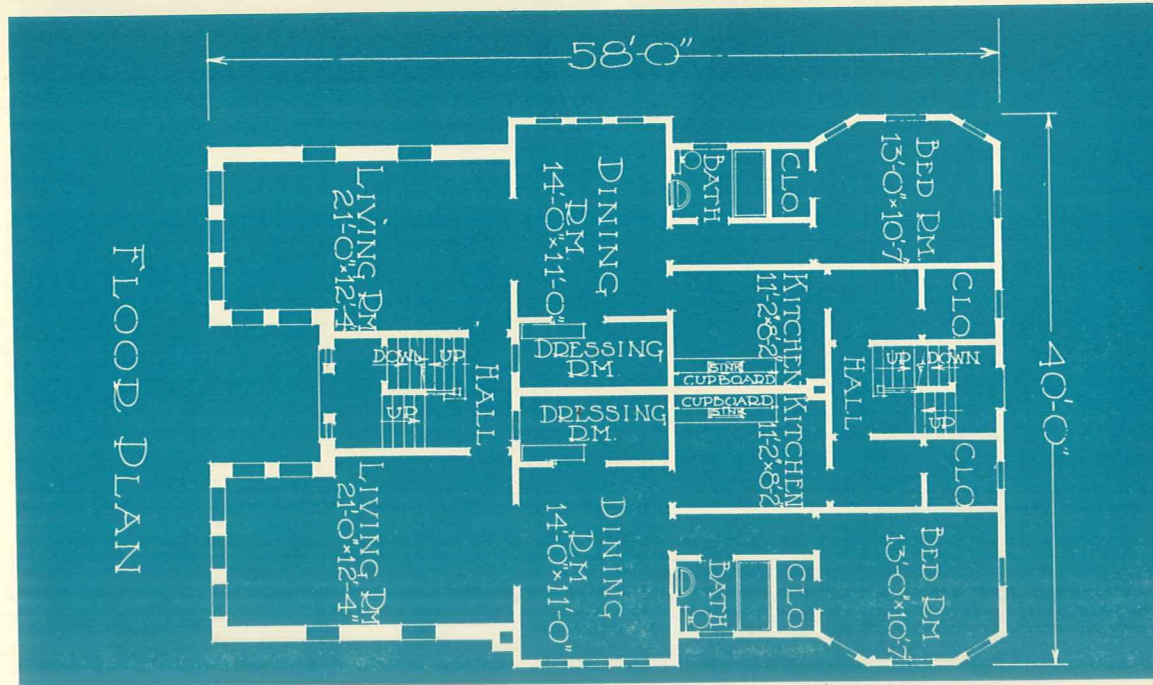 58'-0"
40'-0"
BED RM.
13'-0"×10'-7"
CLO.
BATH
DINING
RM.
14'-0"×11'-0"
LIVING RM
21'-0"×12'-4"
CLO.
KITCHEN
11'-2"×8'-2"
SINK
CUPBOARD
DRESSING
RM.
UP DOWN
UP
HALL
HALL
DOWN UP
UP
CUPBOARD
SINK
KITCHEN
11'-2"×8'-2"
DRESSING
RM.
CLO.
BED RM.
13'-0"×10'-7"
CLO.
BATH
DINING
RM
14'-0"×11'-0"
LIVING RM
21'-0"×12'-4"
FLOOR PLAN